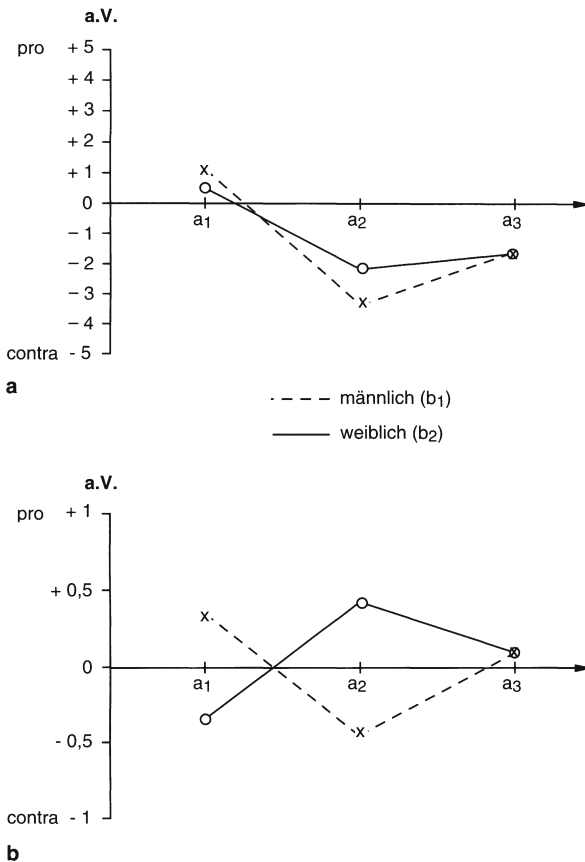 a.V.
pro + 5
+ 4
+ 3
+ 2
+ 1
0
a1 a2 a3
– 1
– 2
– 3
– 4
contra - 5
a
männlich (b1)
weiblich (b2)
a.V.
pro + 1
+ 0,5
0
a1 a2 a3
- 0,5
contra - 1
b